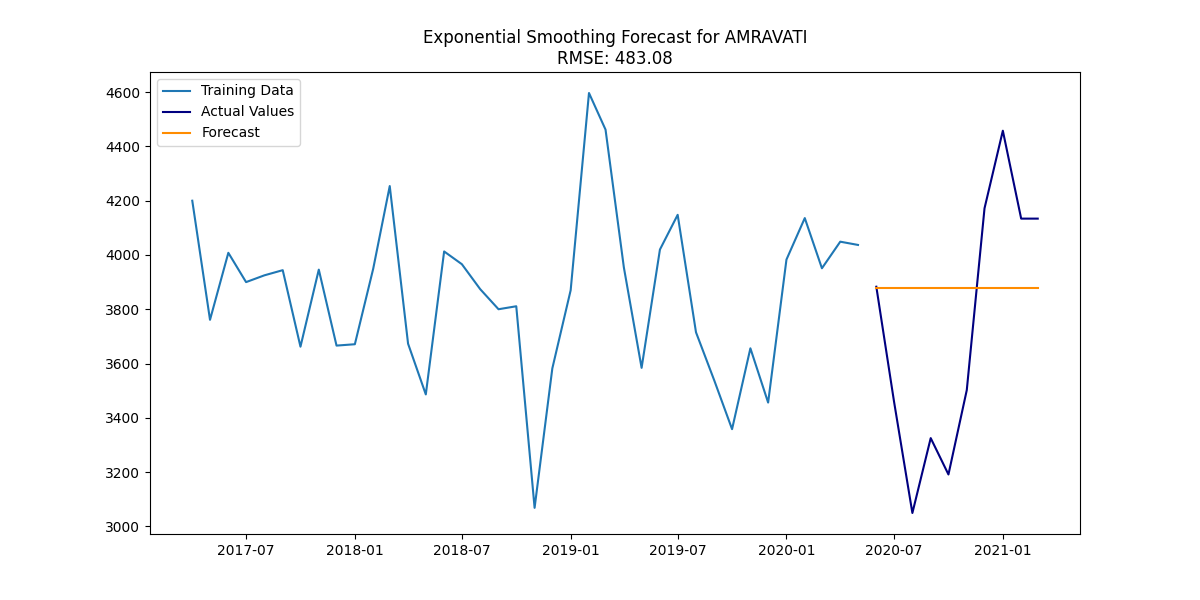 Exponential Smoothing Forecast for AMRAVATI
RMSE: 483.08
Training Data
Actual Values
Forecast
4600
4400
4200
4000
3800
3600
3400
3200
3000
2017-07 2018-01 2018-07 2019-01 2019-07 2020-01 2020-07 2021-01